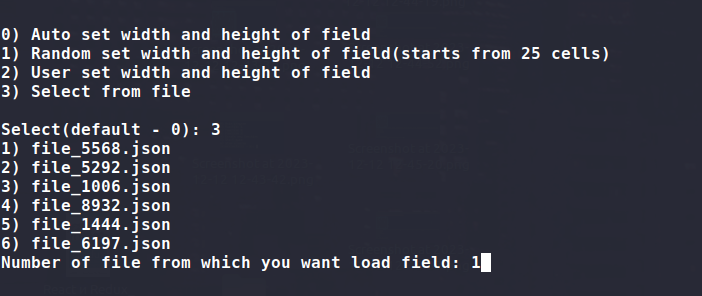 0) Auto set width and height of field
1) Random set width and height of field(starts from 25 cells)
2) User set width and height of field
3) Select from file
Select(default - 0): 3
1) file_5568.json
2) file_5292.json
3) file_1006.json
4) file_8932.json
5) file_1444.json
6) file_6197.json
Number of file from which you want load field: 1